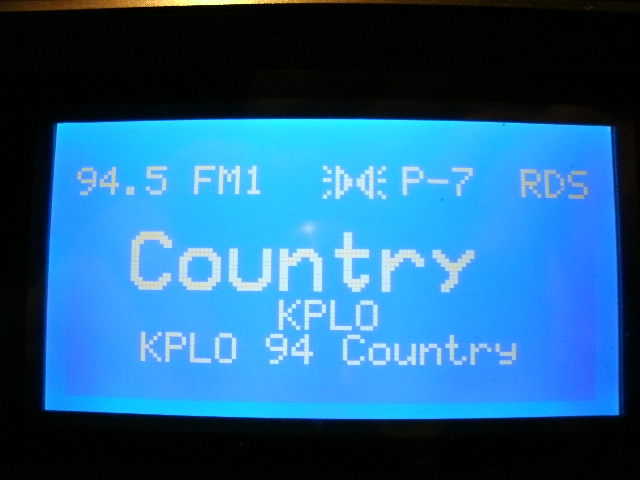 94.5 FM1 P-7 RDS
Country
KPLO
KPLO 94 Country